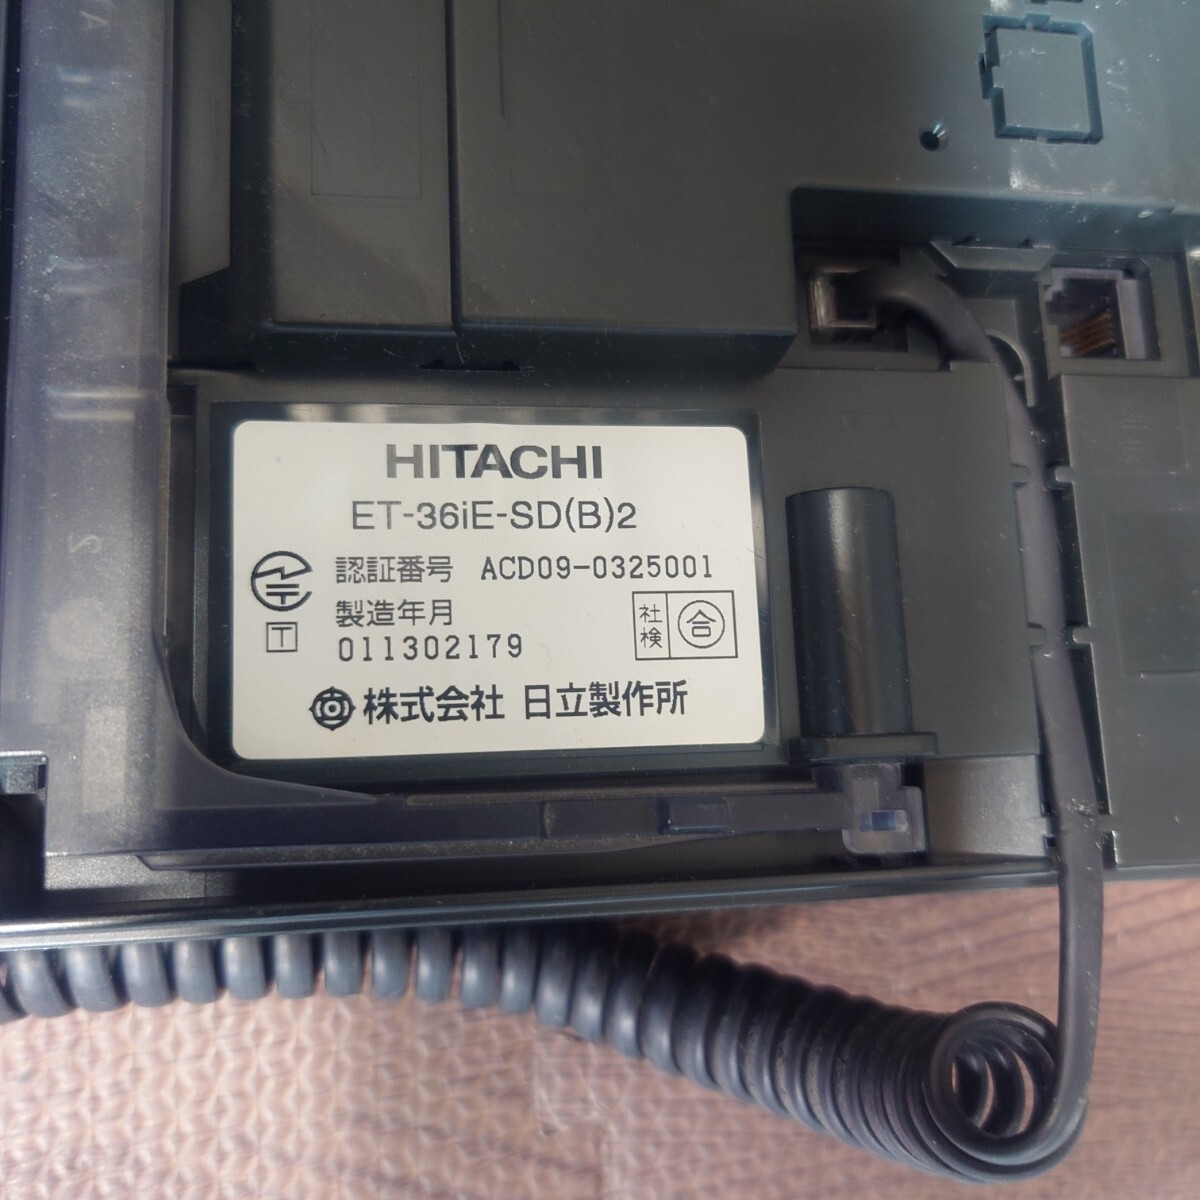 HITACHI
ET-36iE-SD(B)2
認証番号 ACD09-0325001
T
製造年月
011302179
社検 合
株式会社 日立製作所